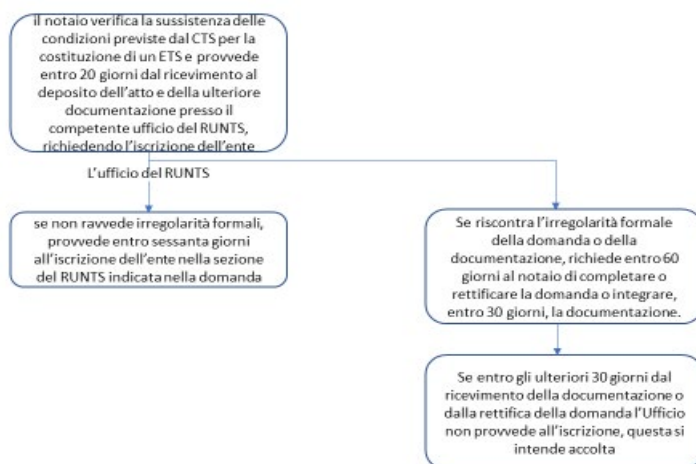 il notaio verifica la sussistenza delle
condizioni previste dal CTS per la
costituzione di un ETS e provvede
entro 20 giorni dal ricevimento al
deposito dell'atto e della ulteriore
documentazione presso il
competente ufficio del RUNTS,
richiedendo l'iscrizione dell'ente
L'ufficio del RUNTS
se non ravvede irregolarità formali,
provvede entro sessanta giorni
all'iscrizione dell'ente nella sezione
del RUNTS indicata nella domanda
Se riscontra l'irregolarità formale
della domanda o della
documentazione, richiede entro 60
giorni al notaio di completare o
rettificare la domanda o integrare,
entro 30 giorni, la documentazione.
Se entro gli ulteriori 30 giorni dal
ricevimento della documentazione o
dalla rettifica della domanda l'Ufficio
non provvede all'iscrizione, questa si
intende accolta